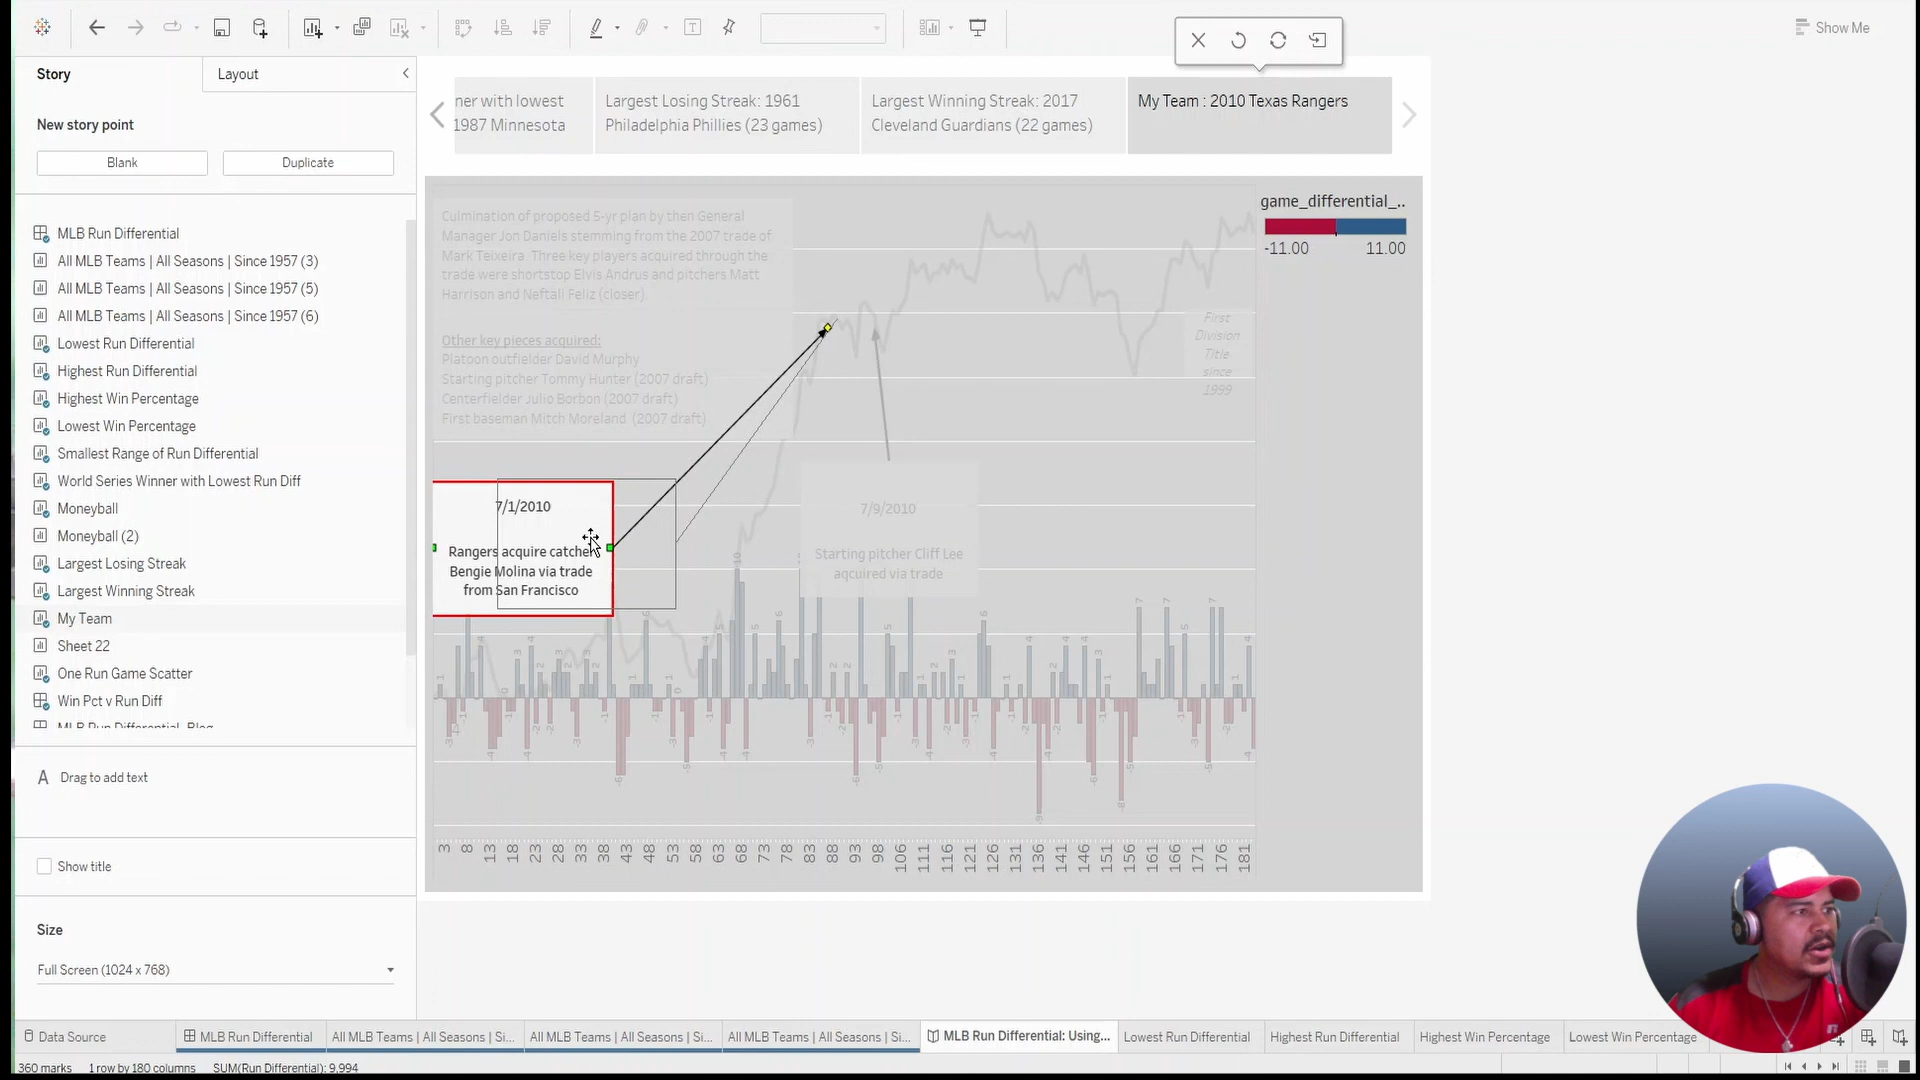 Show Me
Story
Layout
New story point
Blank
Duplicate
MLB Run Differential
All MLB Teams | All Seasons | Since 1957 (3)
All MLB Teams | All Seasons | Since 1957 (5)
All MLB Teams | All Seasons | Since 1957 (6)
Lowest Run Differential
Highest Run Differential
Highest Win Percentage
Lowest Win Percentage
Smallest Range of Run Differential
World Series Winner with Lowest Run Diff
Moneyball
Moneyball (2)
Largest Losing Streak
Largest Winning Streak
My Team
Sheet 22
One Run Game Scatter
Win Pct v Run Diff
MLB Run Differential_Blog
A Drag to add text
Show title
Size
Full Screen (1024 x 768)
ner with lowest
1987 Minnesota
Largest Losing Streak: 1961
Philadelphia Phillies (23 games)
Largest Winning Streak: 2017
Cleveland Guardians (22 games)
My Team : 2010 Texas Rangers
game_differential_..
-11.00 11.00
Culmination of proposed 5-yr plan by then General
Manager Jon Daniels stemming from the 2007 trade of
Mark Teixeira. Three key players acquired through the
trade were shortstop Elvis Andrus and pitchers Matt
Harrison and Neftali Feliz (closer).
Other key pieces acquired:
Platoon outfielder David Murphy
Starting pitcher Tommy Hunter (2007 draft)
Centerfielder Julio Borbon (2007 draft)
First baseman Mitch Moreland (2007 draft)
First
Division
Title
since
1999
7/1/2010
Rangers acquire catcher
Bengie Molina via trade
from San Francisco
7/9/2010
Starting pitcher Cliff Lee
aqcuired via trade
3 8 13 18 23 28 33 38 43 48 53 58 63 68 73 78 83 88 93 98 106 111 116 121 126 131 136 141 146 151 156 161 166 171 176 181
Data Source
MLB Run Differential
All MLB Teams | All Seasons | Si...
All MLB Teams | All Seasons | Si...
All MLB Teams | All Seasons | Si...
MLB Run Differential: Using...
Lowest Run Differential
Highest Run Differential
Highest Win Percentage
Lowest Win Percentage
360 marks 1 row by 180 columns SUM(Run Differential): 9,994